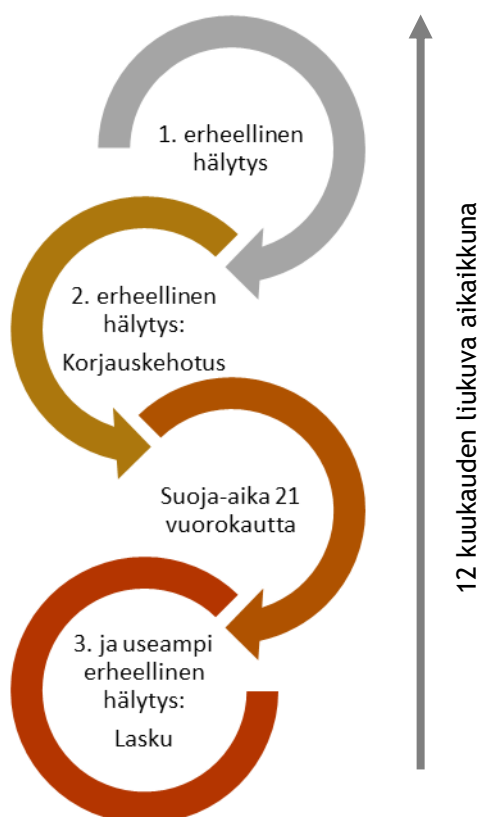 1. erheellinen
hälytys
2. erheellinen
hälytys:
Korjauskehotus
Suoja-aika 21
vuorokautta
3. ja useampi
erheellinen
hälytys:
Lasku
12 kuukauden liukuva aikaikkuna